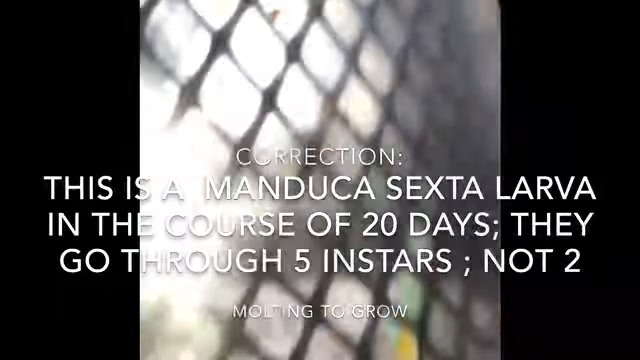 CORRECTION:
THIS IS A MANDUCA SEXTA LARVA
IN THE COURSE OF 20 DAYS; THEY
GO THROUGH 5 INSTARS ; NOT 2
MOLTING TO GROW